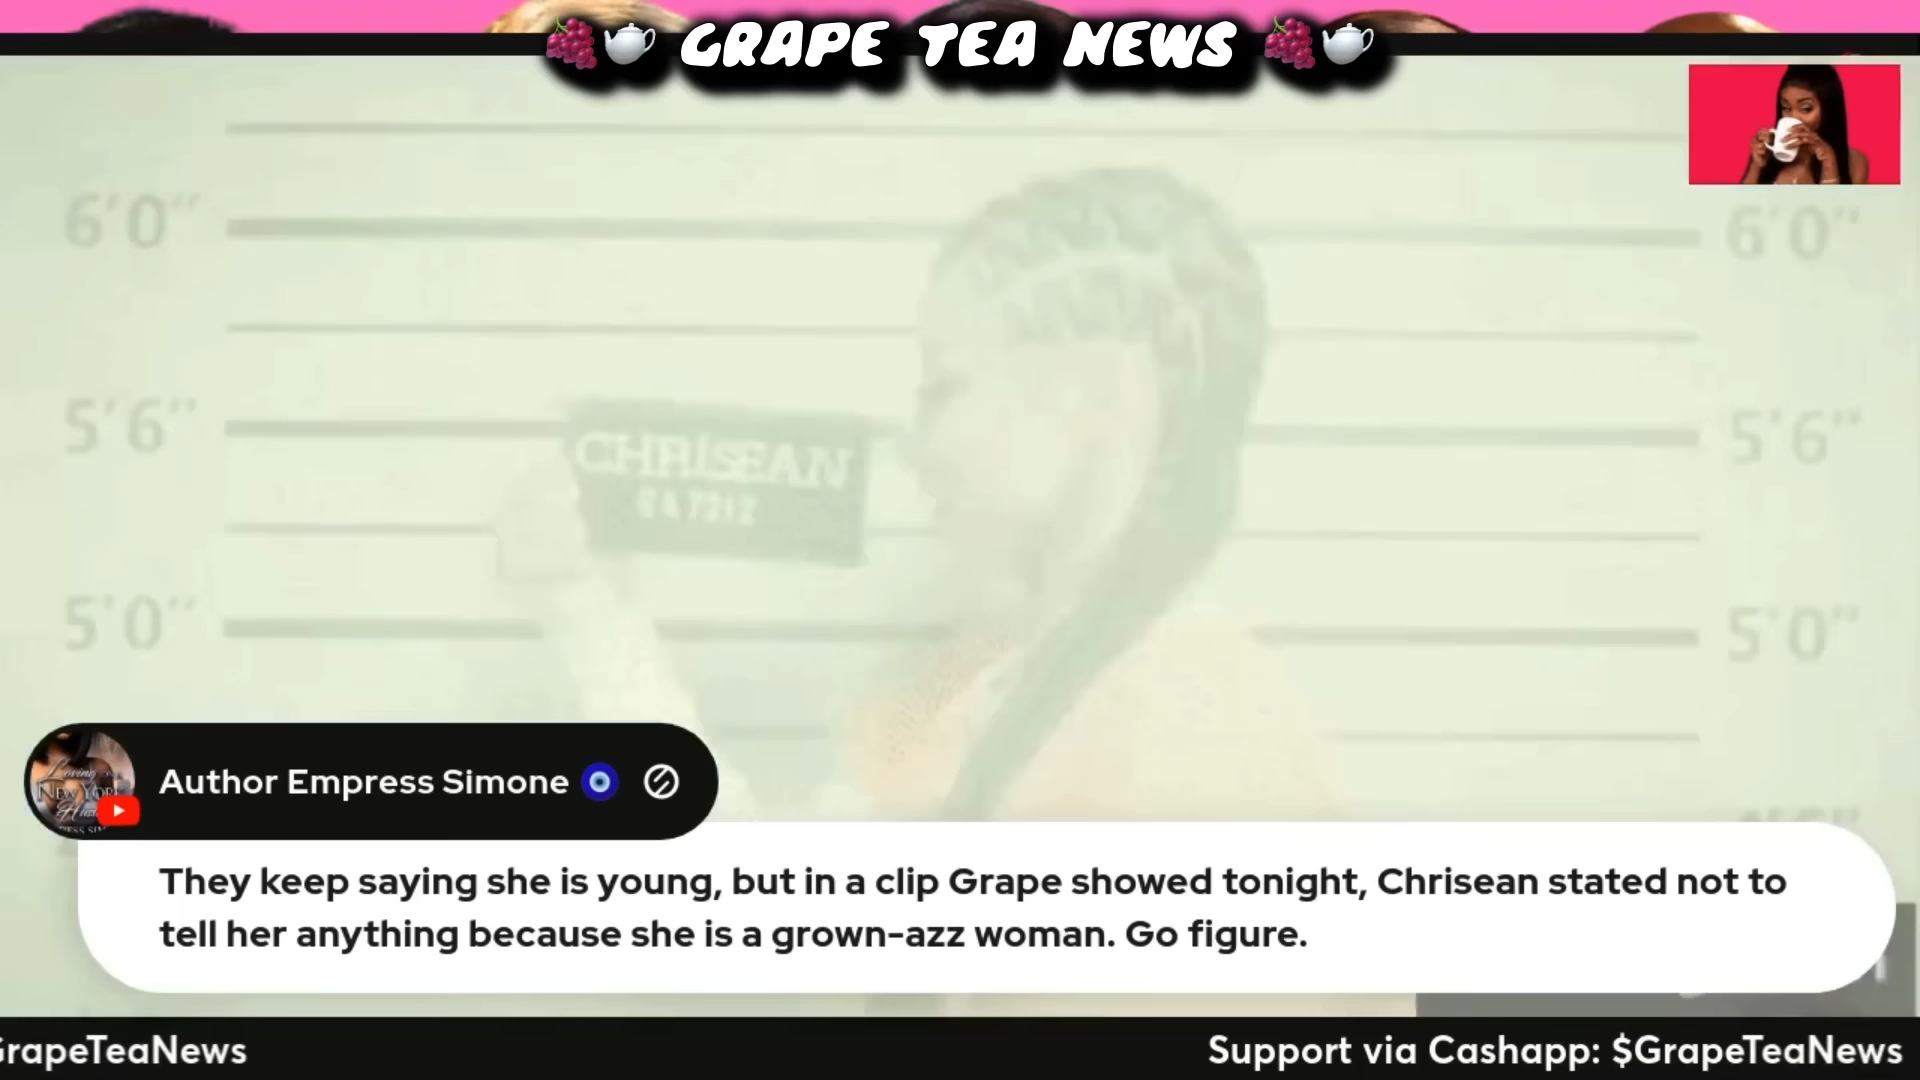 GRAPE TEA NEWS
6'0" 6'0"
5'6" 5'6"
CHRISEAN
5'0" 5'0"
Author Empress Simone
They keep saying she is young, but in a clip Grape showed tonight, Chrisean stated not to
tell her anything because she is a grown-azz woman. Go figure.
GrapeTeaNews Support via Cashapp: $GrapeTeaNews